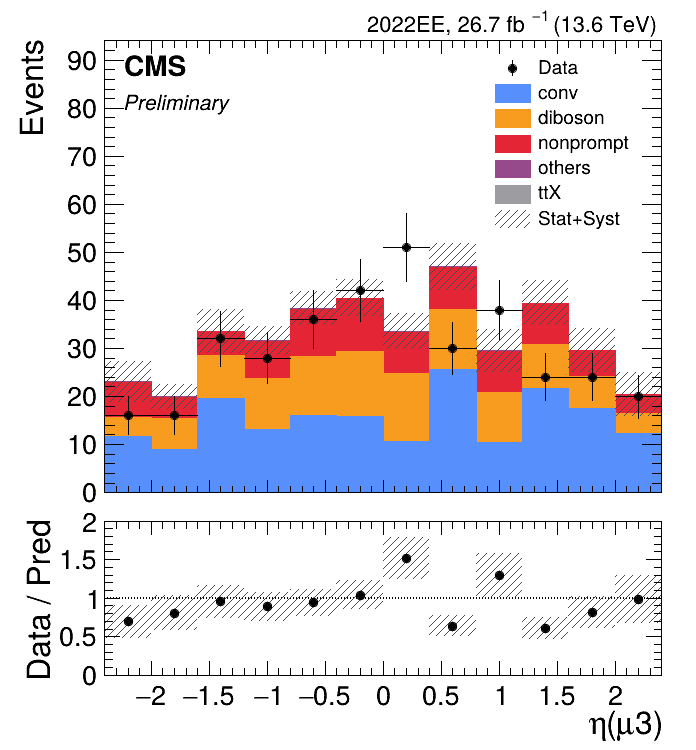 2022EE, 26.7 fb ⁻¹ (13.6 TeV)
CMS
Preliminary
Events
90
80
70
60
50
40
30
20
10
0
Data
conv
diboson
nonprompt
others
ttX
Stat+Syst
Data / Pred
2
1.5
1
0.5
0
−2 −1.5 −1 −0.5 0 0.5 1 1.5 2
η(μ3)